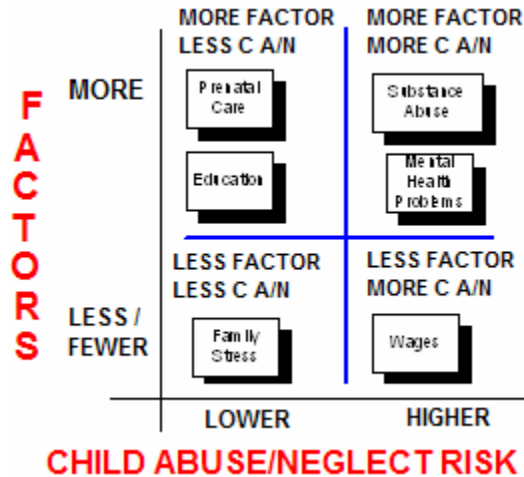 MORE FACTOR
LESS C A/N
MORE FACTOR
MORE C A/N
FACTORS
MORE
Prenatal
Care
Substance
Abuse
Education
Mental
Health
Problems
LESS FACTOR
LESS C A/N
LESS FACTOR
MORE C A/N
LESS /
FEWER
Family
Stress
Wages
LOWER
HIGHER
CHILD ABUSE/NEGLECT RISK